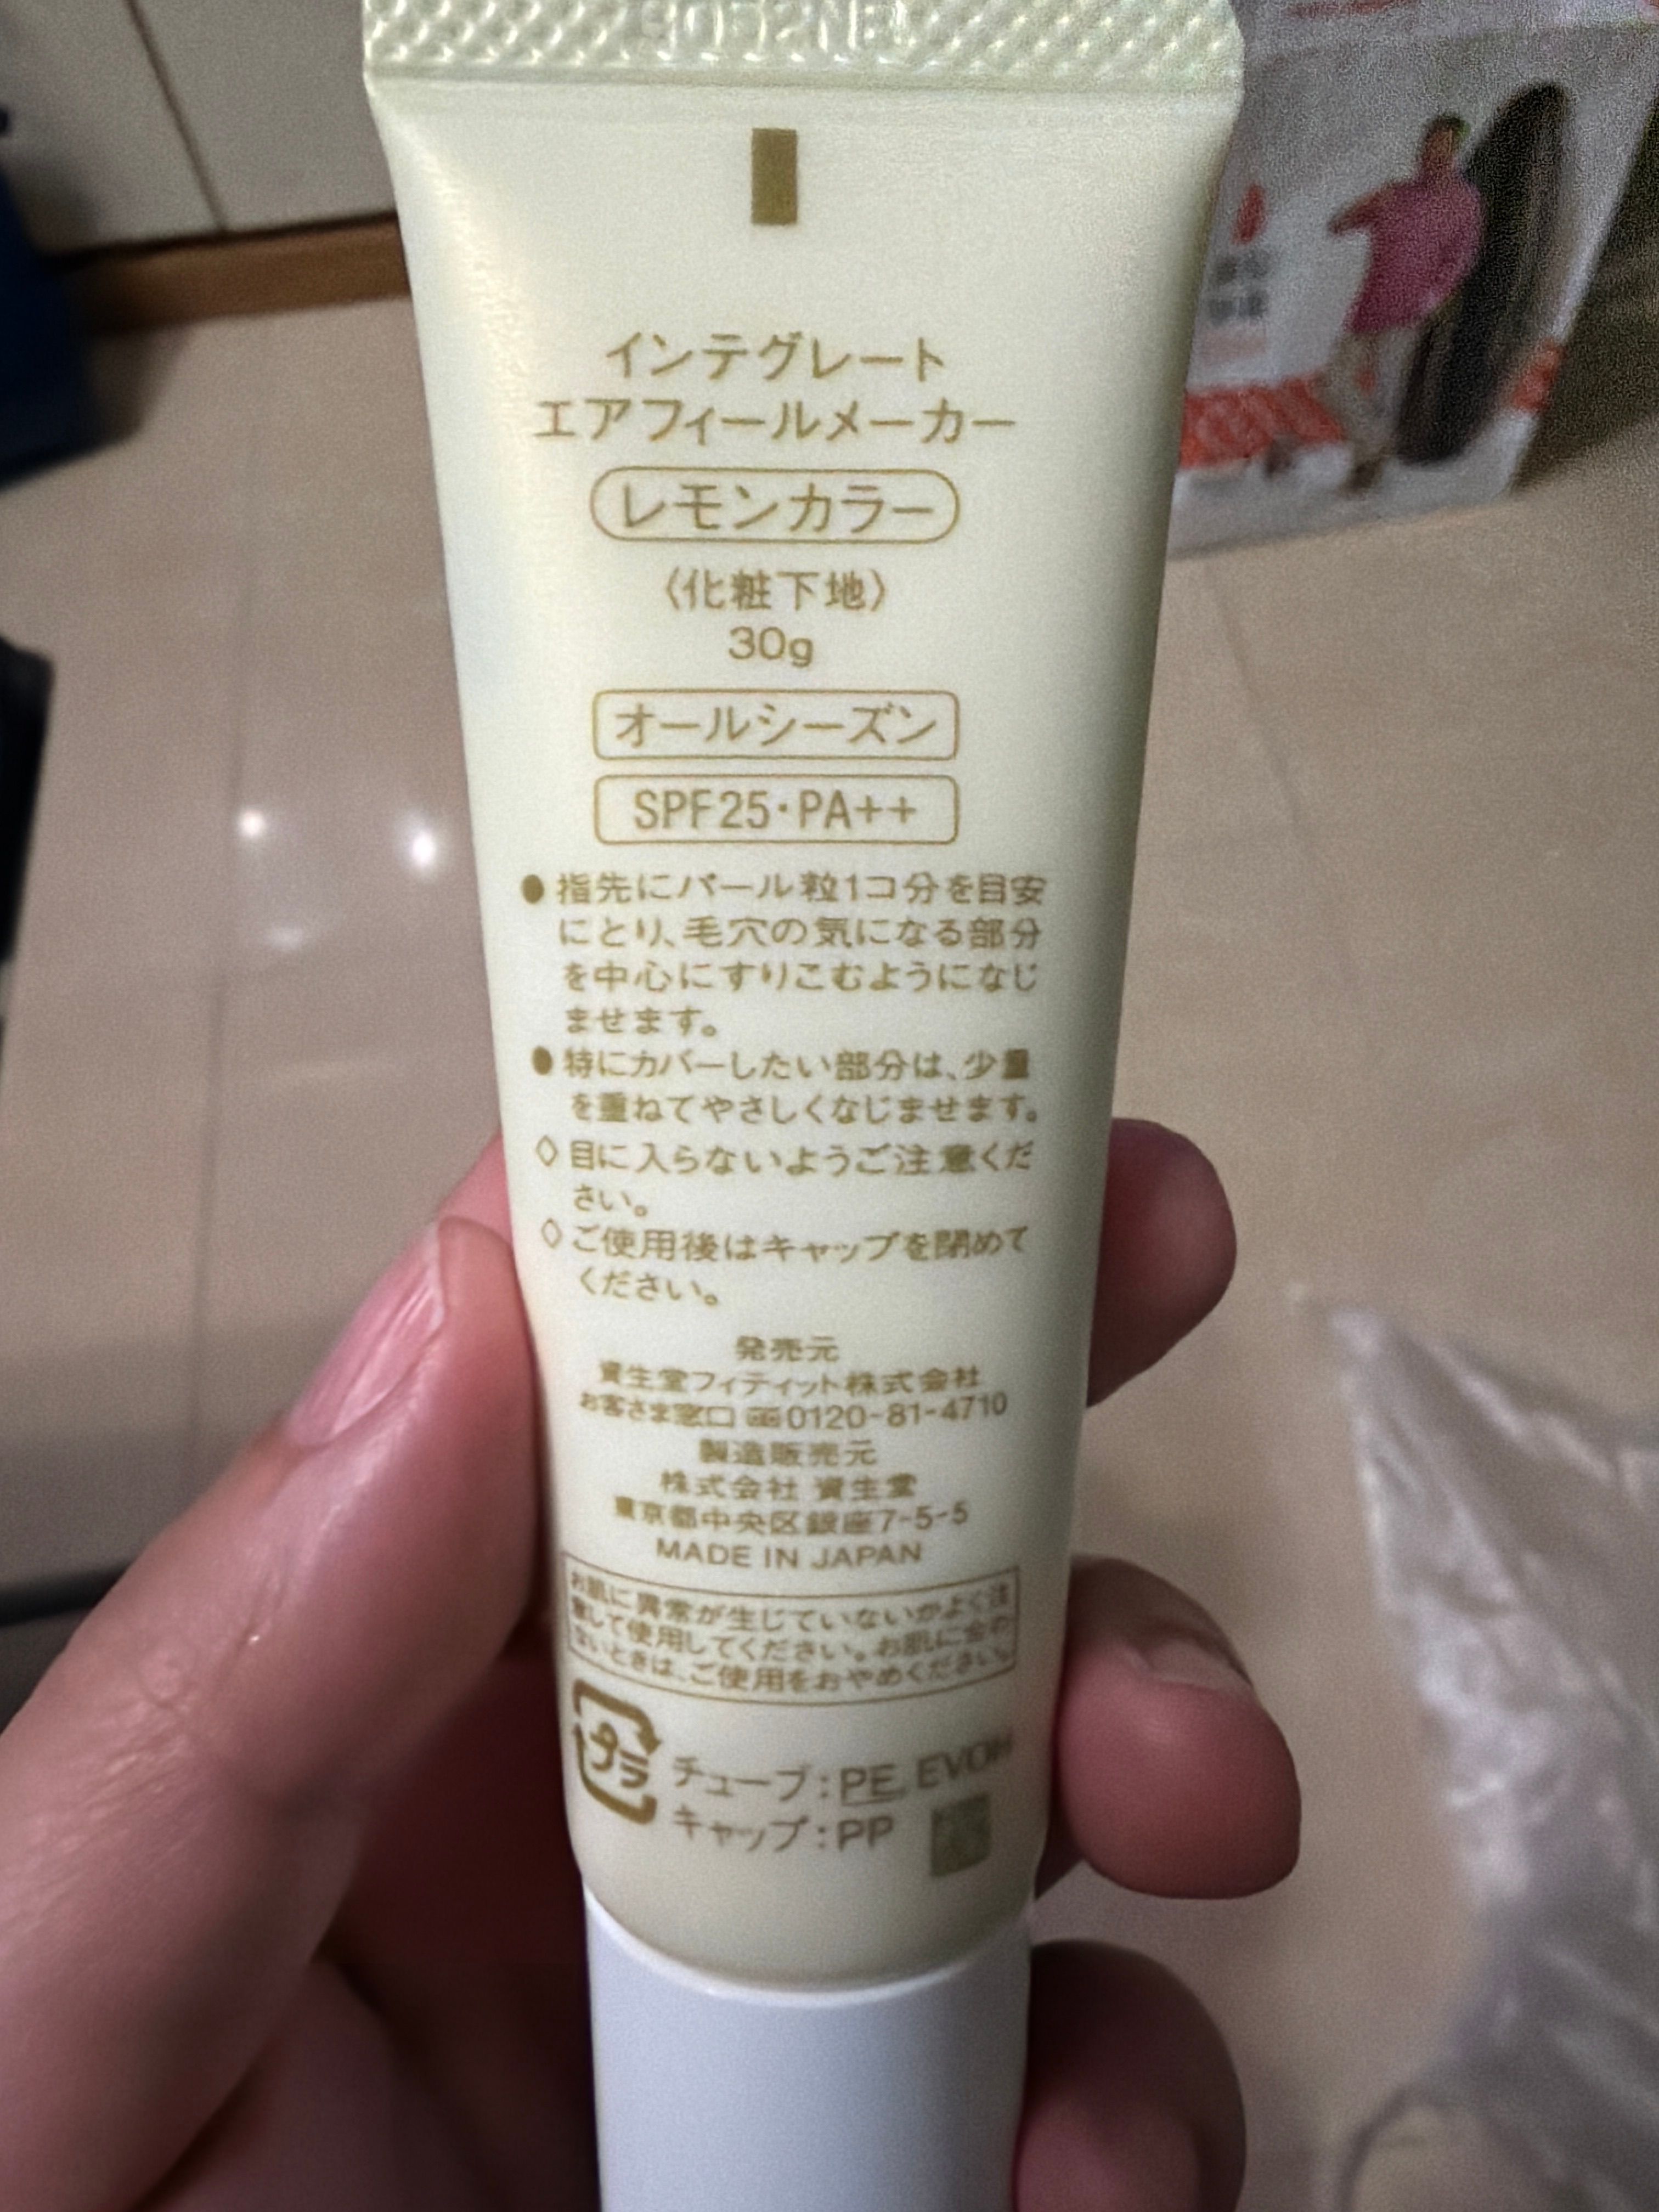 インテグレート
エアフィールメーカー
レモンカラー
〈化粧下地〉
30g
オールシーズン
SPF25・PA++
●指先にパール粒1コ分を目安
にとり、毛穴の気になる部分
を中心にすりこむようになじ
ませます。
●特にカバーしたい部分は、少量
を重ねてやさしくなじませます。
◇目に入らないようご注意くだ
さい。
◇ご使用後はキャップを閉めて
ください。
発売元
資生堂フィティット株式会社
お客さま窓口 0120-81-4710
製造販売元
株式会社 資生堂
東京都中央区銀座7-5-5
MADE IN JAPAN
お肌に異常が生じていないかよく注
意して使用してください。お肌に合わ
ないときは、ご使用をおやめください。
プラ
チューブ:PE, EVOH
キャップ:PP